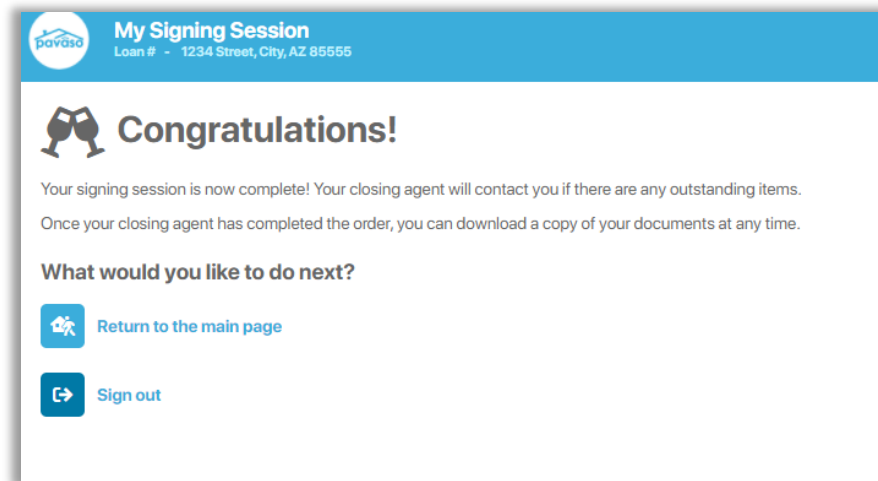 pavaso
My Signing Session
Loan # - 1234 Street, City, AZ 85555
Congratulations!
Your signing session is now complete! Your closing agent will contact you if there are any outstanding items.
Once your closing agent has completed the order, you can download a copy of your documents at any time.
What would you like to do next?
Return to the main page
Sign out